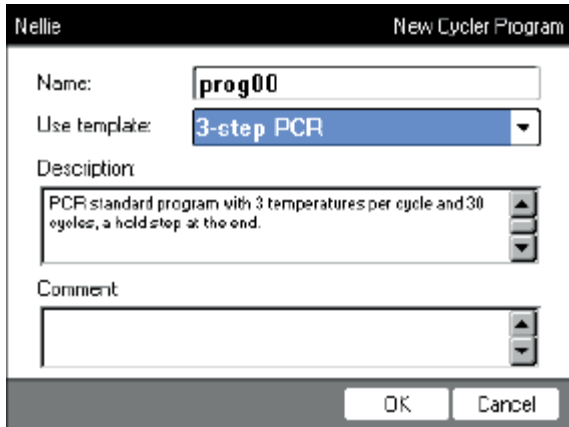 Nellie New Cycler Program
Name: prog00
Use template: 3-step PCR
Description:
PCR standard program with 3 temperatures per cycle and 30
cycles, a hold step at the end.
Comment
OK Cancel